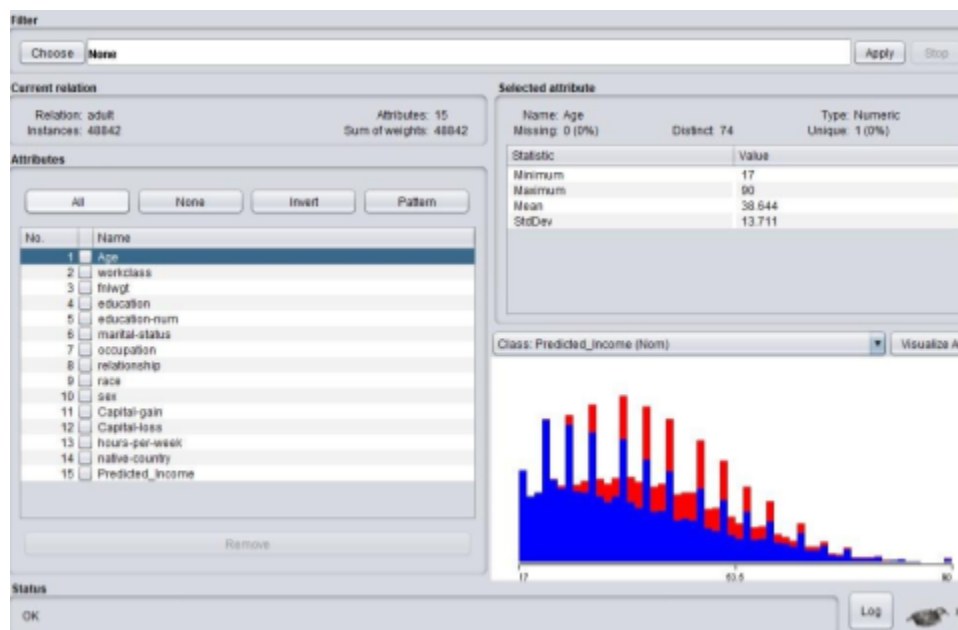 Filter
Choose None Apply Stop
Current relation
Relation: adult Attributes: 15
Instances: 48842 Sum of weights: 48842
Attributes
All None Invert Pattern
No. Name
1 Age
2 workclass
3 fnlwgt
4 education
5 education-num
6 marital-status
7 occupation
8 relationship
9 race
10 sex
11 Capital-gain
12 Capital-loss
13 hours-per-week
14 native-country
15 Predicted_Income
Remove
Selected attribute
Name: Age Type: Numeric
Missing: 0 (0%) Distinct: 74 Unique: 1 (0%)
Statistic Value
Minimum 17
Maximum 90
Mean 38.644
StdDev 13.711
Class: Predicted_Income (Nom) Visualize A
17 53.5 90
Status
OK Log